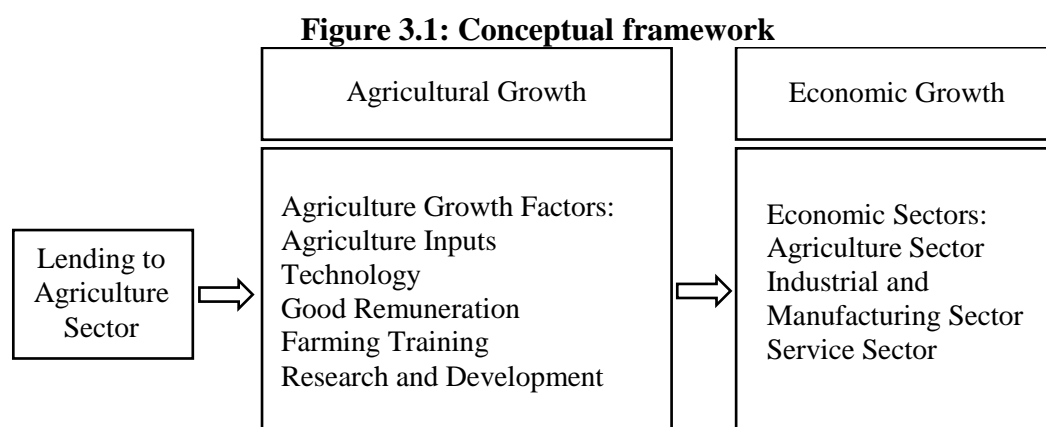 Figure 3.1: Conceptual framework
Agricultural Growth
Economic Growth
Lending to
Agriculture
Sector
Agriculture Growth Factors:
Agriculture Inputs
Technology
Good Remuneration
Farming Training
Research and Development
Economic Sectors:
Agriculture Sector
Industrial and
Manufacturing Sector
Service Sector